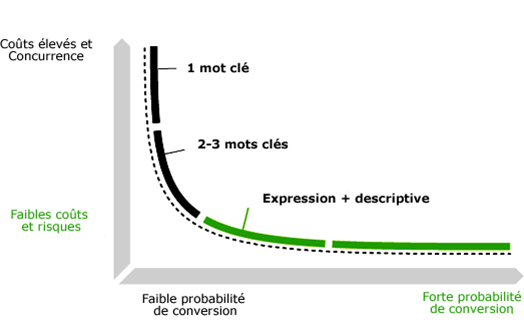 Coûts élevés et
Concurrence
1 mot clé
2-3 mots clés
Expression + descriptive
Faibles coûts
et risques
Faible probabilité
de conversion
Forte probabilité
de conversion